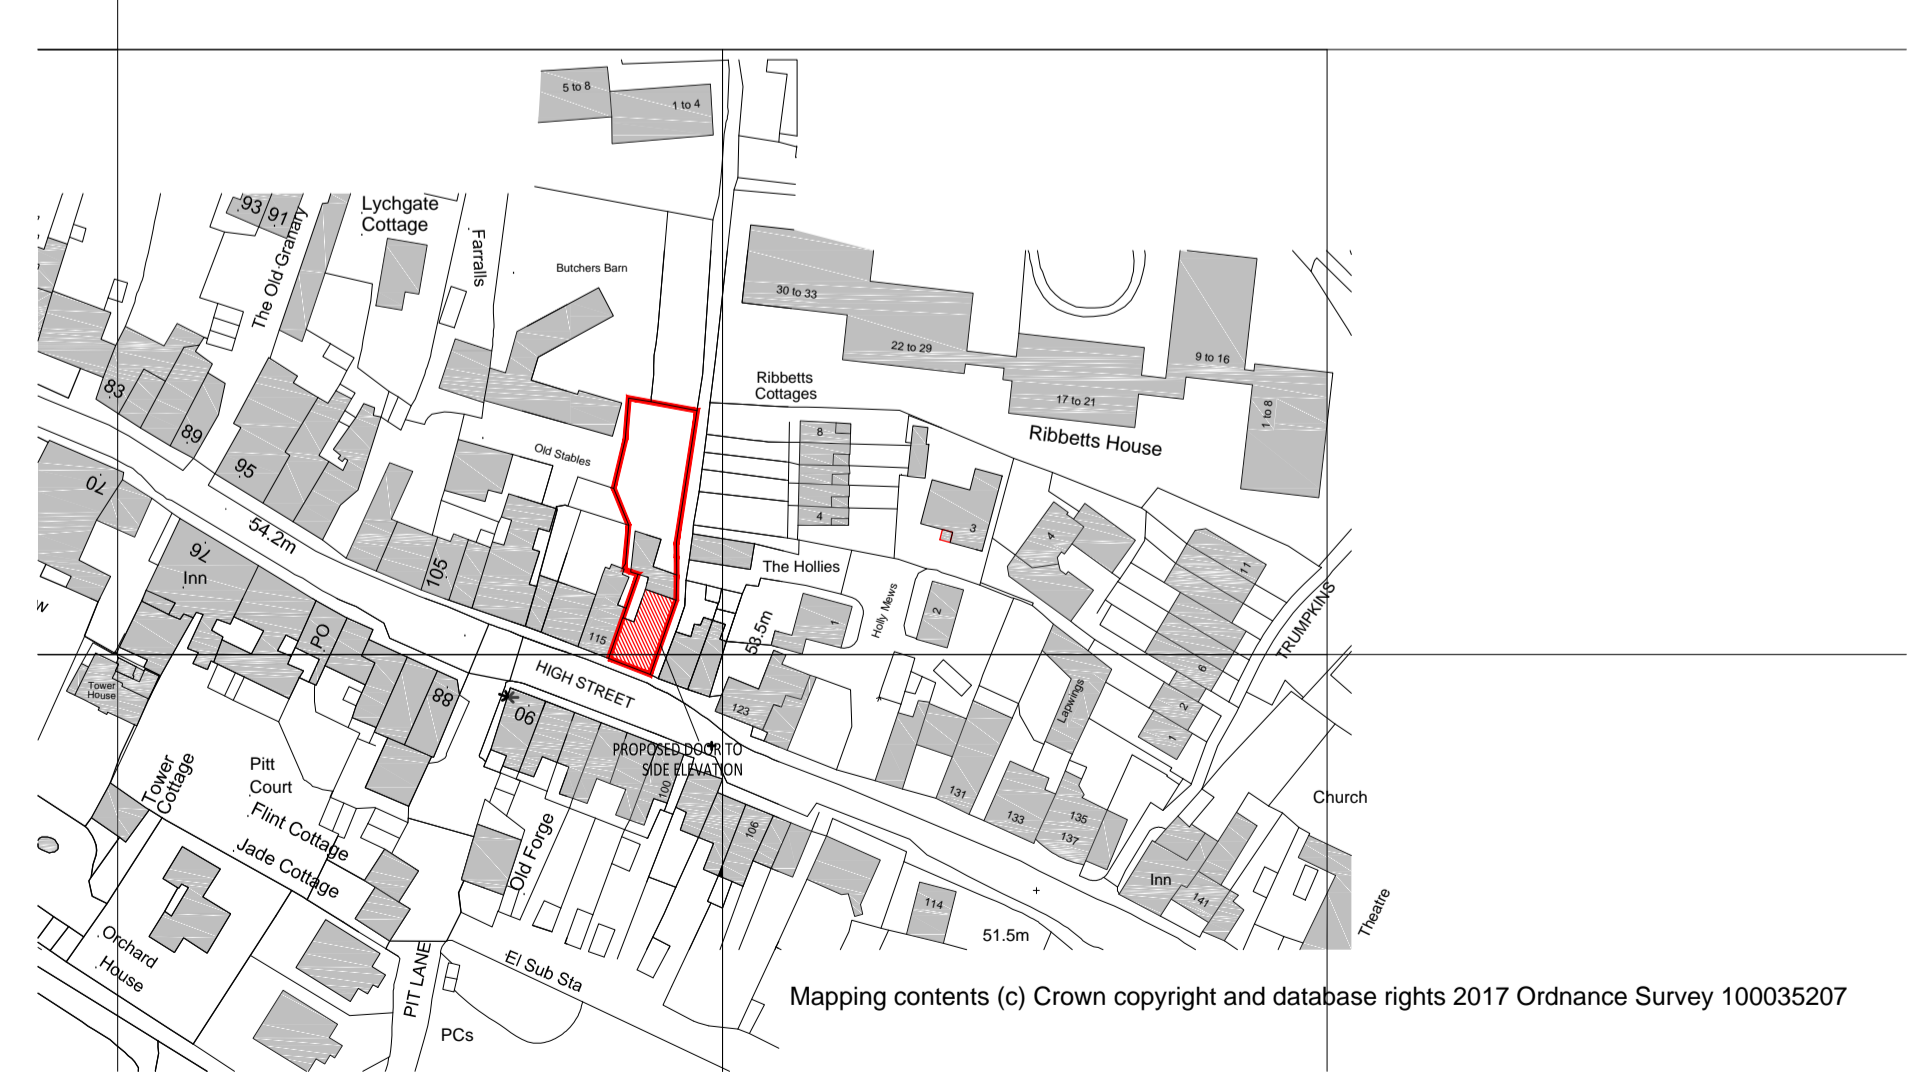 5 to 8
1 to 4
93
91
Lychgate
Cottage
The Old Granary
Farralls
Butchers Barn
30 to 33
22 to 29
9 to 16
17 to 21
1 to 8
Ribbetts
Cottages
Ribbetts House
8
4
3
4
11
83
89
95
Old Stables
70
54.2m
76
Inn
105
The Hollies
Holly Mews
2
1
53.5m
TRUMPKINS
6
2
1
W
PO
115
HIGH STREET
Tower
House
88
90
123
Lapwings
PROPOSED DOOR TO
SIDE ELEVATION
100
106
131
133
135
137
Church
Tower
Cottage
Pitt
Court
Flint Cottage
Jade Cottage
Old Forge
Inn
141
114
51.5m
Theatre
Orchard
House
PIT LANE
El Sub Sta
PCs
Mapping contents (c) Crown copyright and database rights 2017 Ordnance Survey 100035207